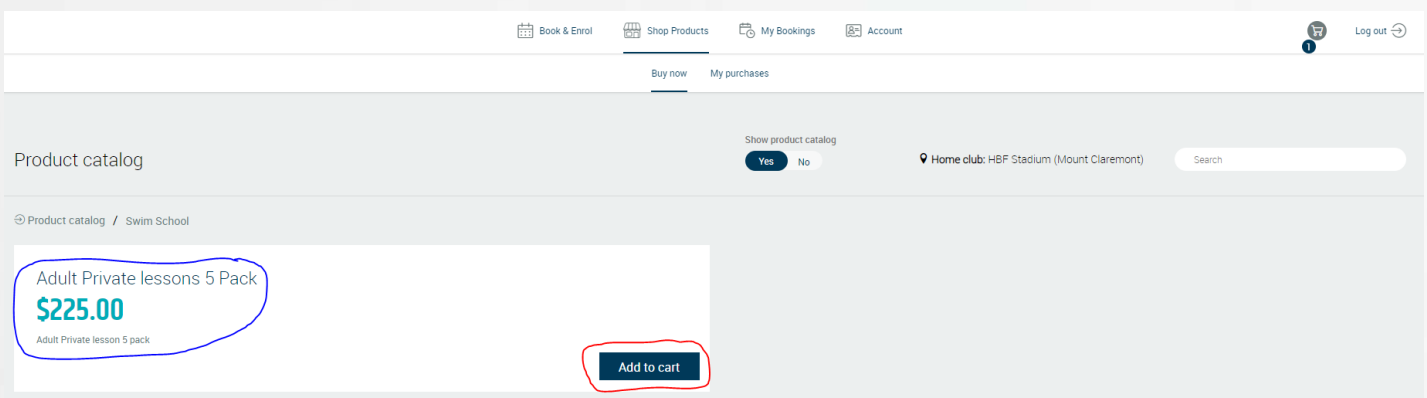 Book & Enrol Shop Products My Bookings Account Log out
1
Buy now My purchases
Show product catalog
Product catalog Yes No Home club: HBF Stadium (Mount Claremont) Search
Product catalog / Swim School
Adult Private lessons 5 Pack
$225.00
Adult Private lesson 5 pack
Add to cart